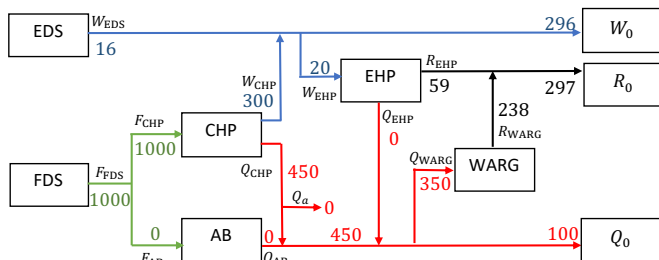 EDS
W_EDS
16
296
W_0
20
W_EHP
EHP
R_EHP
59
297
R_0
W_CHP
300
F_CHP
1000
CHP
Q_CHP
450
Q_a
0
Q_EHP
0
238
R_WARG
Q_WARG
350
WARG
FDS
F_FDS
1000
0
AB
0
450
100
Q_0